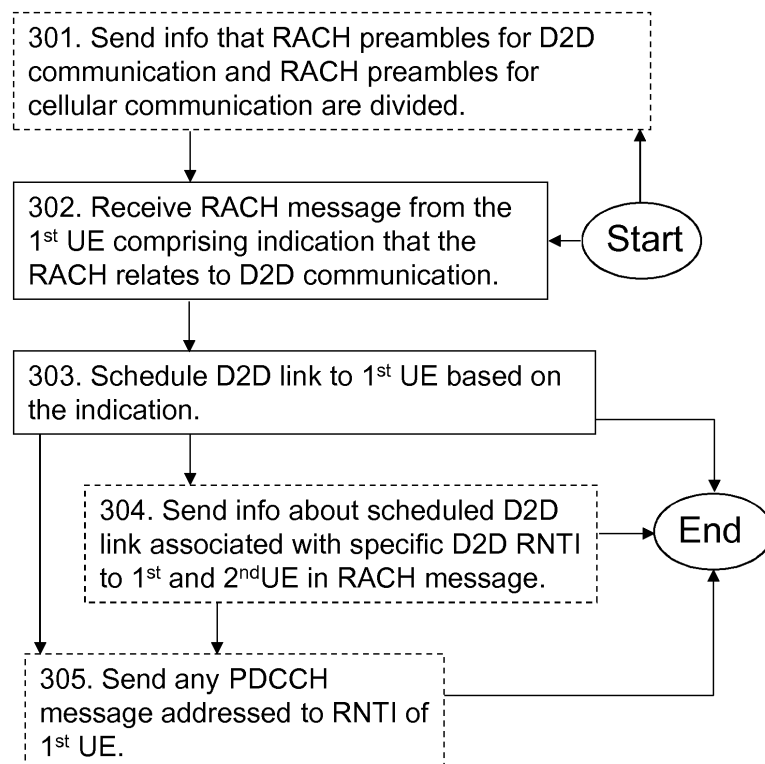 301. Send info that RACH preambles for D2D
communication and RACH preambles for
cellular communication are divided.
302. Receive RACH message from the
1st UE comprising indication that the
RACH relates to D2D communication.
Start
303. Schedule D2D link to 1st UE based on
the indication.
304. Send info about scheduled D2D
link associated with specific D2D RNTI
to 1st and 2ndUE in RACH message.
End
305. Send any PDCCH
message addressed to RNTI of
1st UE.